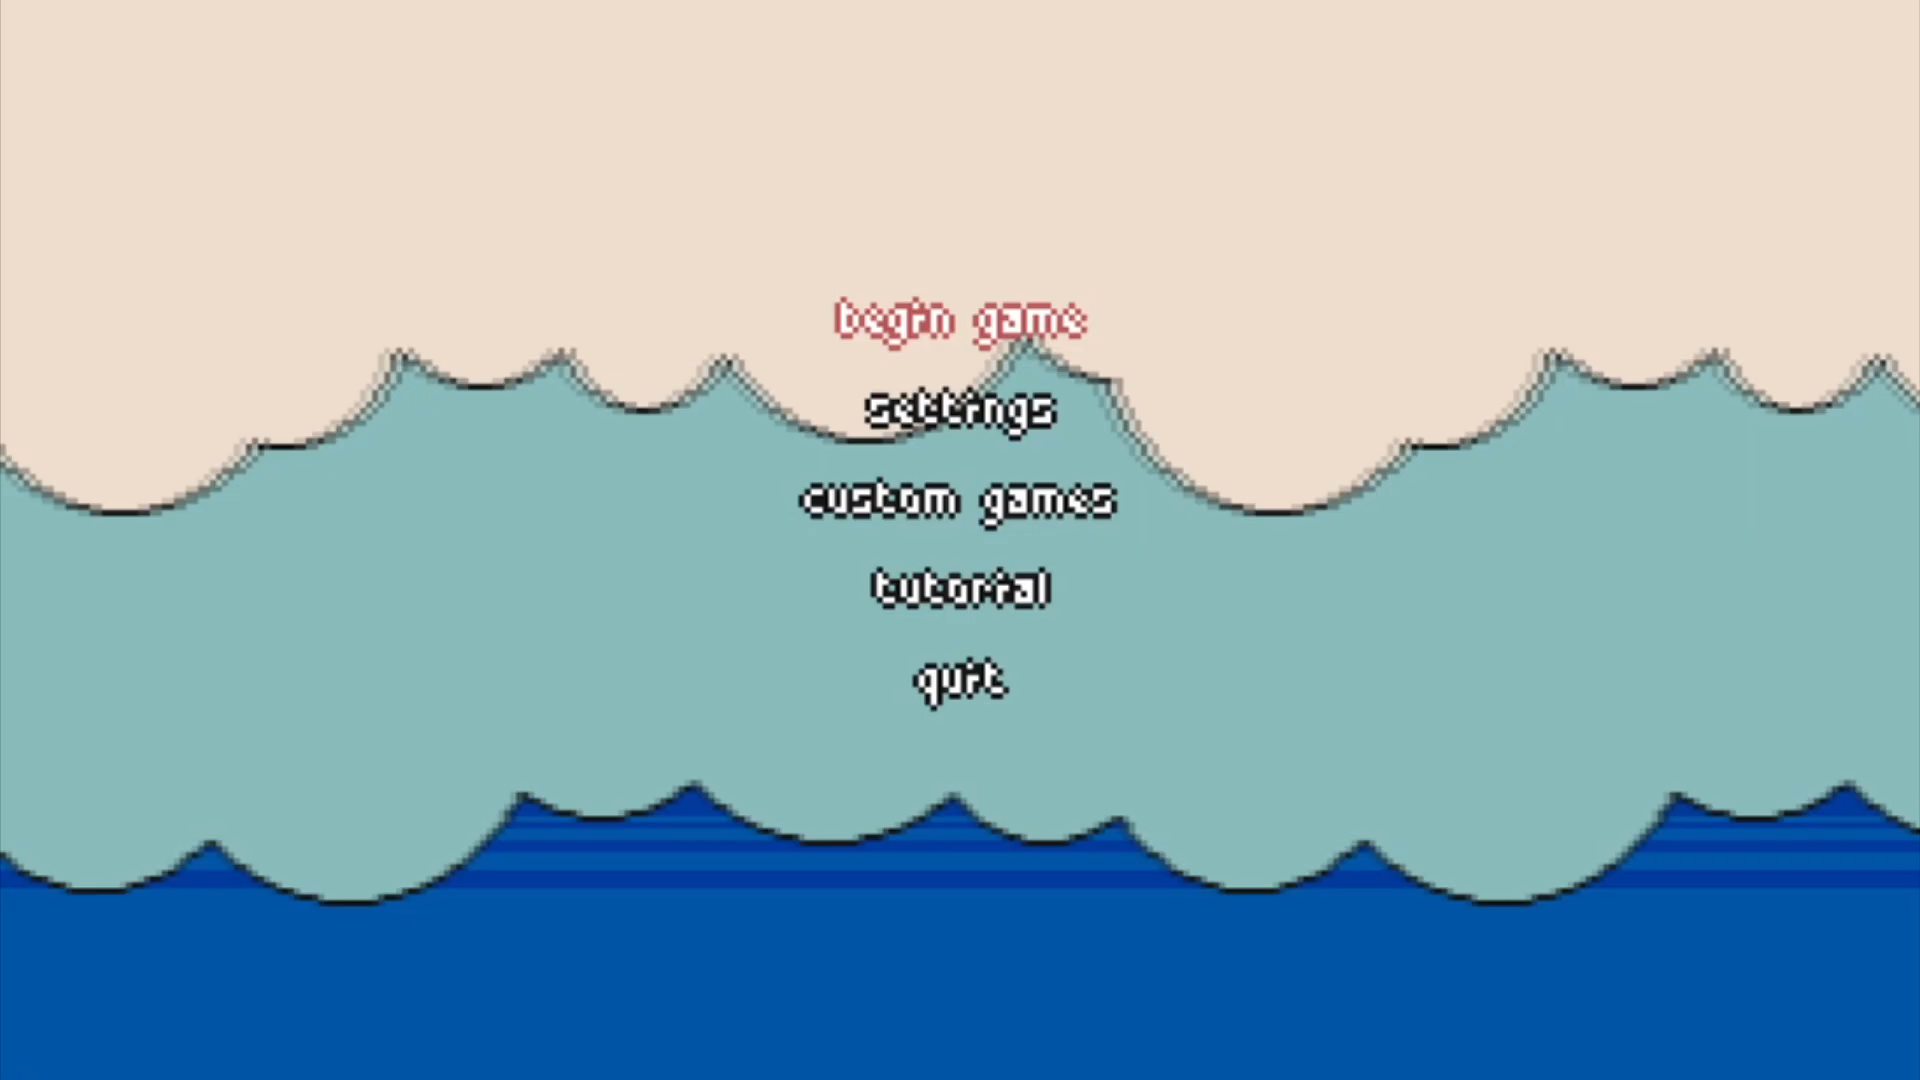 begin game
settings
custom games
tutorial
quit